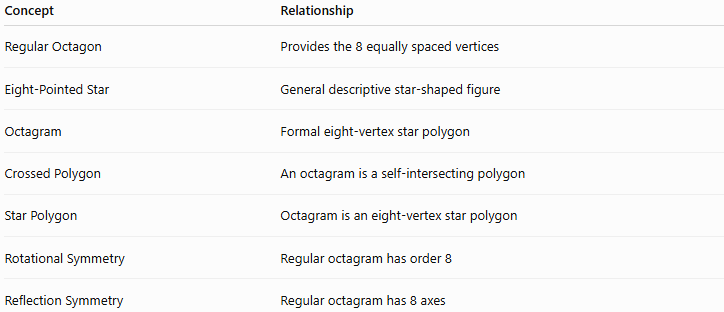 Concept Relationship
Regular Octagon Provides the 8 equally spaced vertices
Eight-Pointed Star General descriptive star-shaped figure
Octagram Formal eight-vertex star polygon
Crossed Polygon An octagram is a self-intersecting polygon
Star Polygon Octagram is an eight-vertex star polygon
Rotational Symmetry Regular octagram has order 8
Reflection Symmetry Regular octagram has 8 axes